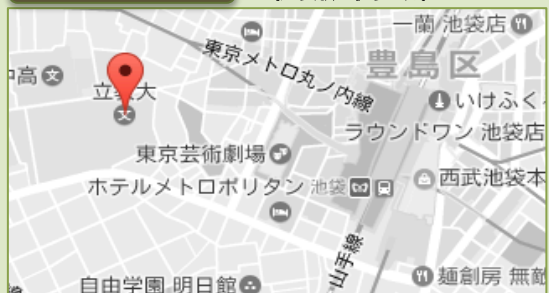 一蘭 池袋店
東京メトロ丸ノ内線
豊島区
中高
立教大
いけふく
ラウンドワン 池袋店
東京芸術劇場
ホテルメトロポリタン
池袋
西武池袋本
山手線
麺創房 無敵
自由学園 明日館